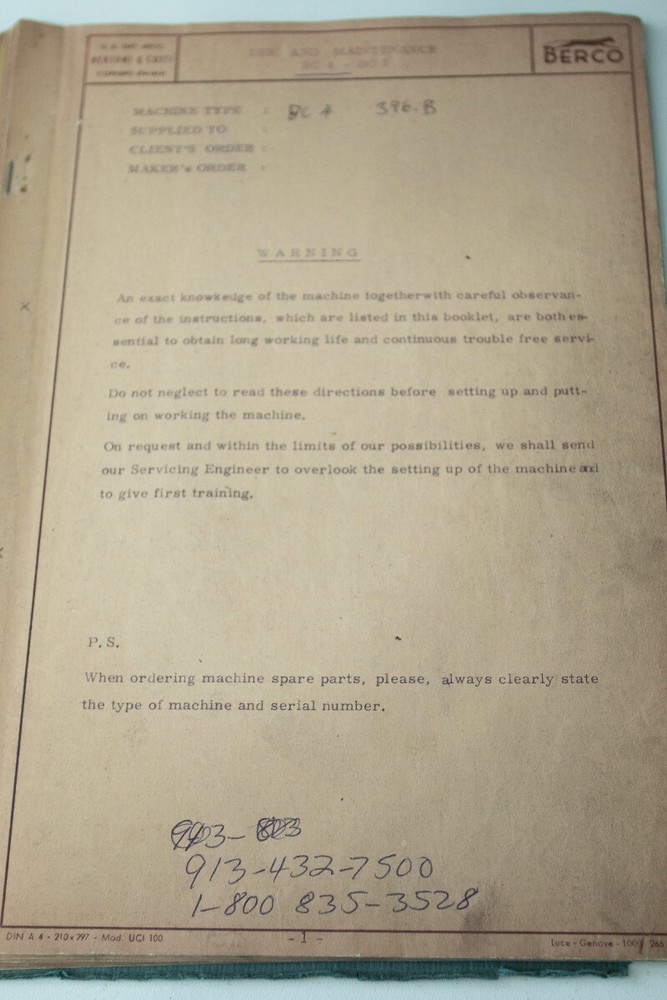 USE AND MAINTENANCE
BERCO
MACHINE TYPE : BC 4 396.B
SUPPLIED TO :
CLIENT'S ORDER :
MAKER's ORDER :
WARNING
An exact knowkedge of the machine togetherwith careful observan-
ce of the instructions, which are listed in this booklet, are both es-
sential to obtain long working life and continuous trouble free servi-
ce.
Do not neglect to read these directions before setting up and putt-
ing on working the machine.
On request and within the limits of our possibilities, we shall send
our Servicing Engineer to overlook the setting up of the machine and
to give first training.
P.S.
When ordering machine spare parts, please, always clearly state
the type of machine and serial number.
913-432-7500
1-800 835-3528
DIN A 4 - 210 x 297 - Mod. UCI 100
- 1 -
Luce - Genova - 1000 265